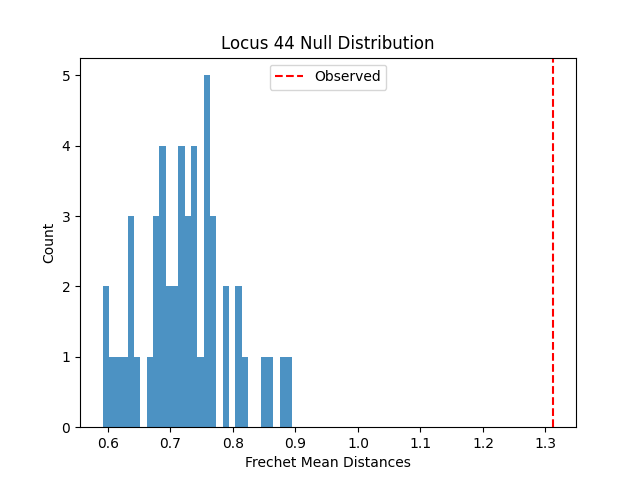 Locus 44 Null Distribution
Observed
5
4
3
2
1
0
Count
0.6 0.7 0.8 0.9 1.0 1.1 1.2 1.3
Frechet Mean Distances